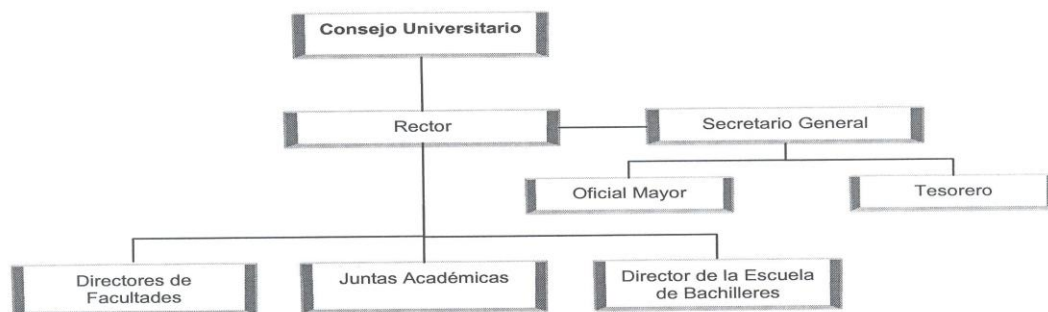 Consejo Universitario
Rector
Secretario General
Oficial Mayor
Tesorero
Directores de
Facultades
Juntas Académicas
Director de la Escuela
de Bachilleres